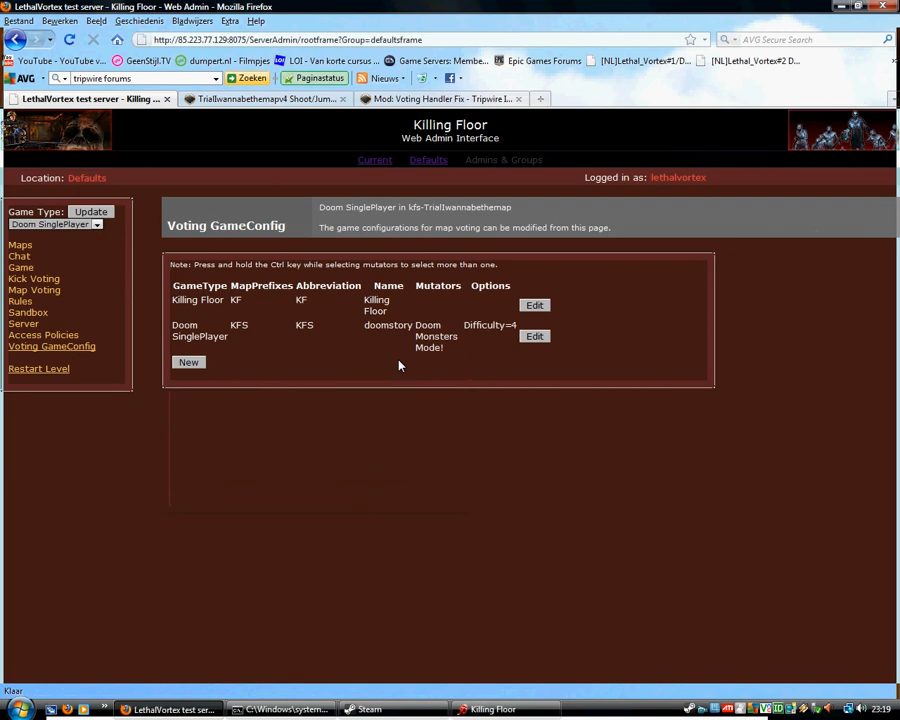 LethalVortex test server - Killing Floor - Web Admin - Mozilla Firefox
Bestand Bewerken Beeld Geschiedenis Bladwijzers Extra Help
http://85.223.77.129:8075/ServerAdmin/rootframe?Group=defaultsframe
AVG Secure Search
YouTube - YouTube - V... GeenStijl.TV dumpert.nl - Filmpjes LOI - Van korte cursus ... Game Servers: Membe... Epic Games Forums [NL]Lethal_Vortex#1/D... [NL]Lethal_Vortex#2 D...
AVG tripwire forums Zoeken Paginastatus Nieuws
LethalVortex test server - Killing ... TrialIwannabethemapv4 Shoot/Jum... Mod: Voting Handler Fix - Tripwire I...
Killing Floor
Web Admin Interface
Current Defaults Admins & Groups
Location: Defaults
Logged in as: lethalvortex
Game Type: Update
Doom SinglePlayer
Maps
Chat
Game
Kick Voting
Map Voting
Rules
Sandbox
Server
Access Policies
Voting GameConfig
Restart Level
Voting GameConfig
Doom SinglePlayer in kfs-TrialIwannabethemap
The game configurations for map voting can be modified from this page.
Note: Press and hold the Ctrl key while selecting mutators to select more than one.
GameType MapPrefixes Abbreviation Name Mutators Options
Killing Floor KF KF Killing Floor Edit
Doom SinglePlayer KFS KFS doomstory Doom Monsters Mode! Difficulty=4 Edit
New
Klaar
LethalVortex test ser... C:\Windows\system... Steam Killing Floor 23:19